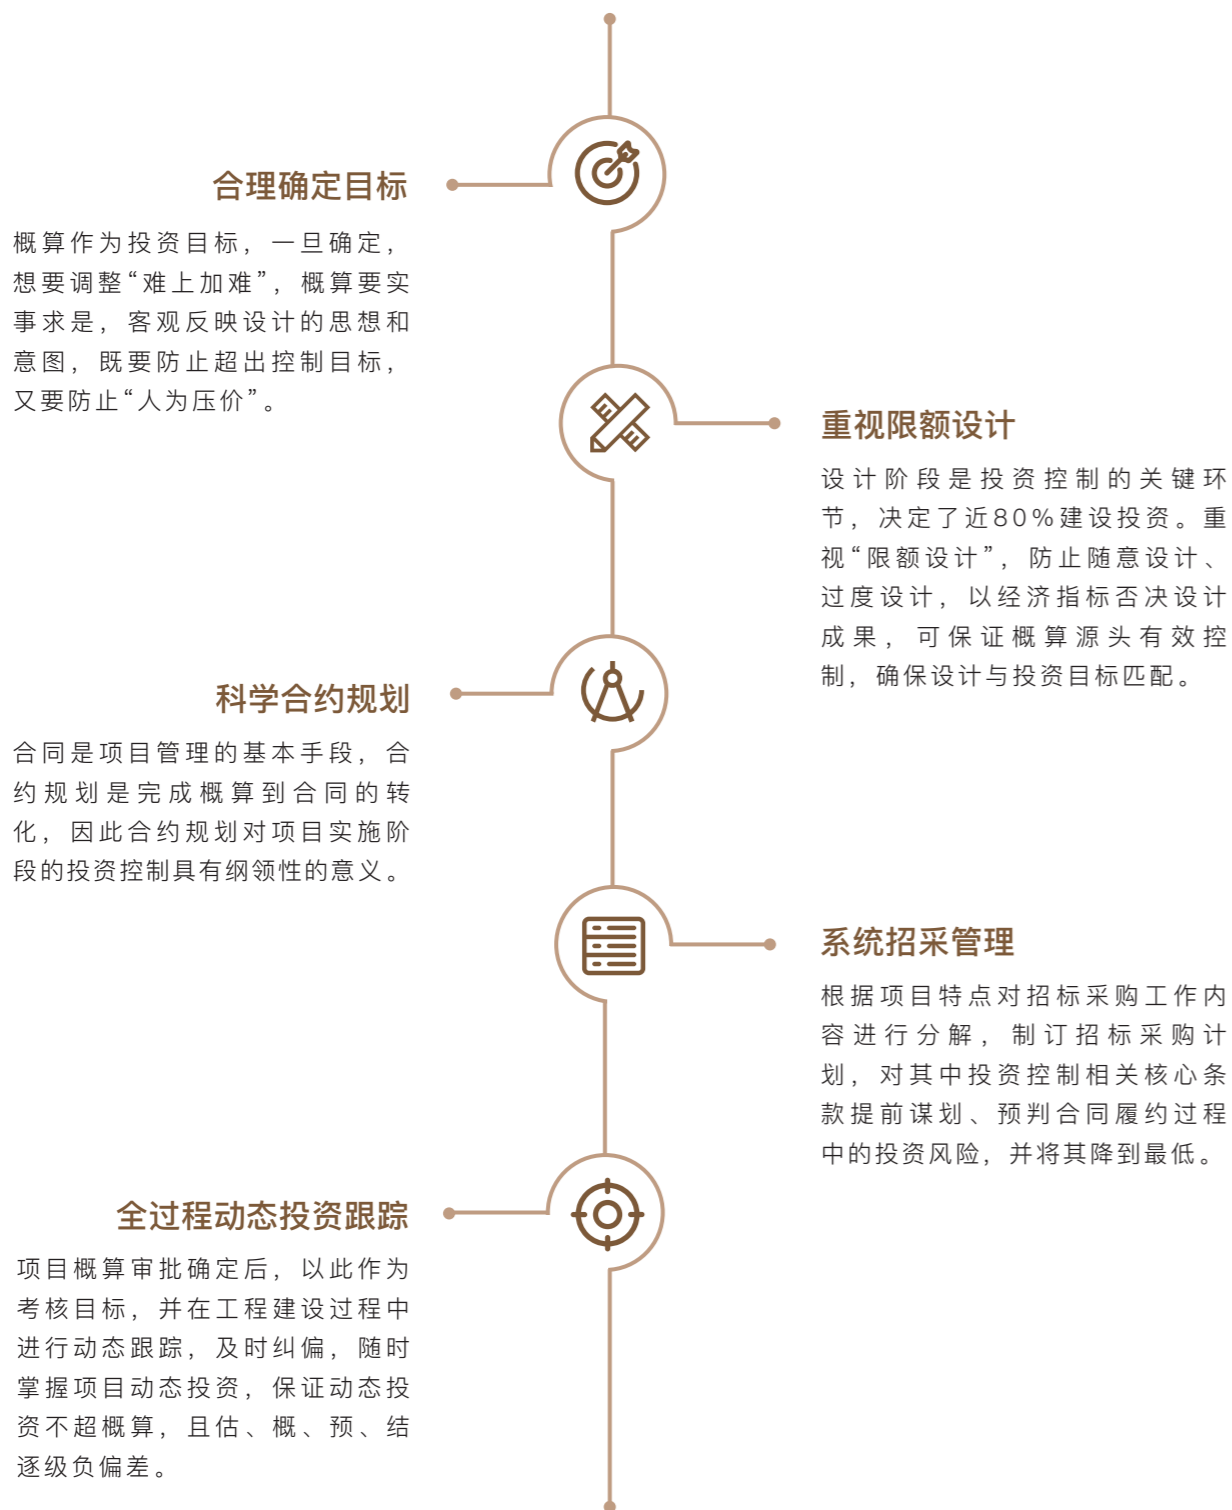 合理确定目标
概算作为投资目标，一旦确定，
想要调整“难上加难”，概算要实
事求是，客观反映设计的思想和
意图，既要防止超出控制目标，
又要防止“人为压价”。
重视限额设计
设计阶段是投资控制的关键环
节，决定了近80%建设投资。重
视“限额设计”，防止随意设计、
过度设计，以经济指标否决设计
成果，可保证概算源头有效控
制，确保设计与投资目标匹配。
科学合约规划
合同是项目管理的基本手段，合
约规划是完成概算到合同的转
化，因此合约规划对项目实施阶
段的投资控制具有纲领性的意义。
系统招采管理
根据项目特点对招标采购工作内
容进行分解，制订招标采购计
划，对其中投资控制相关核心条
款提前谋划、预判合同履约过程
中的投资风险，并将其降到最低。
全过程动态投资跟踪
项目概算审批确定后，以此作为
考核目标，并在工程建设过程中
进行动态跟踪，及时纠偏，随时
掌握项目动态投资，保证动态投
资不超概算，且估、概、预、结
逐级负偏差。